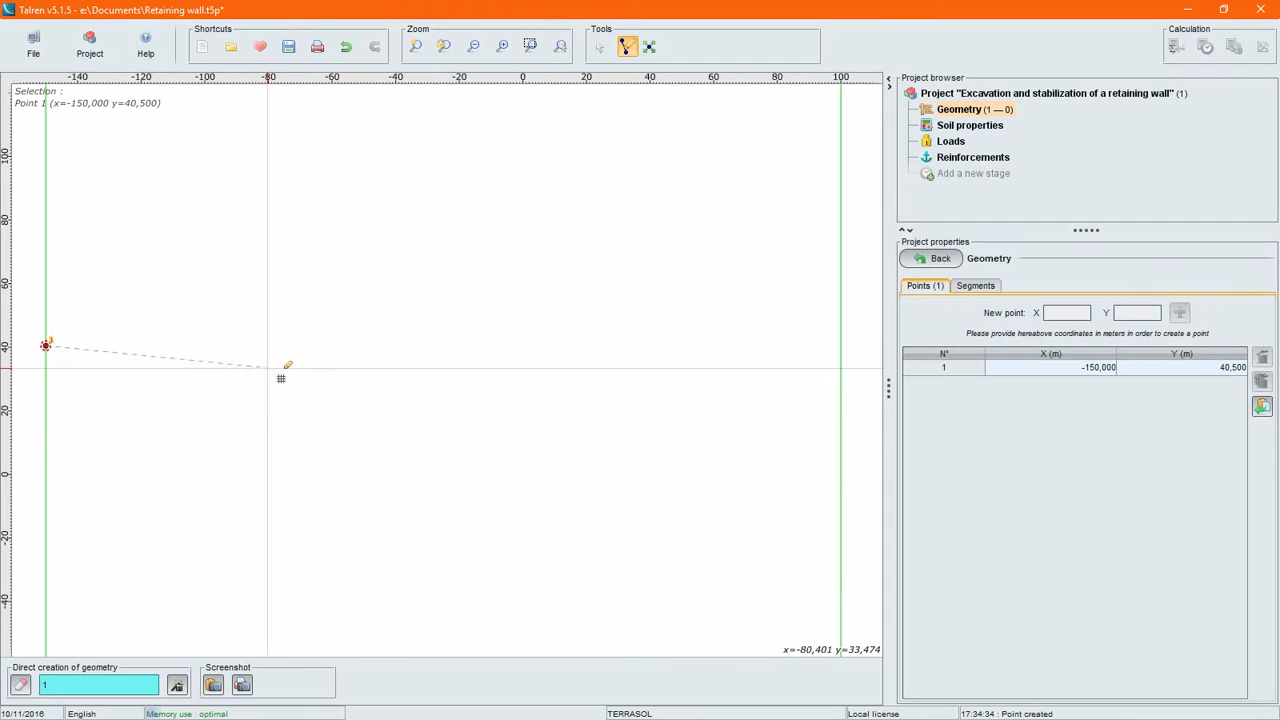 Talren v5.1.5 - e:\Documents\Retaining wall.t5p*
Shortcuts
Zoom
Tools
Calculation
File
Project
Help
-140 -120 -100 -80 -60 -40 -20 0 20 40 60 80 100
Selection :
Point 1 (x=-150,000 y=40,500)
100
80
60
40
20
0
-20
-40
1
x=-80,401 y=33,474
Project browser
Project "Excavation and stabilization of a retaining wall" (1)
Geometry (1 — 0)
Soil properties
Loads
Reinforcements
Add a new stage
Project properties
Back
Geometry
Points (1)
Segments
New point: X
Y
Please provide hereabove coordinates in meters in order to create a point
N° X (m) Y (m)
1 -150,000 40,500
Direct creation of geometry
Screenshot
1
10/11/2016
English
Memory use : optimal
TERRASOL
Local license
17:34:34 : Point created